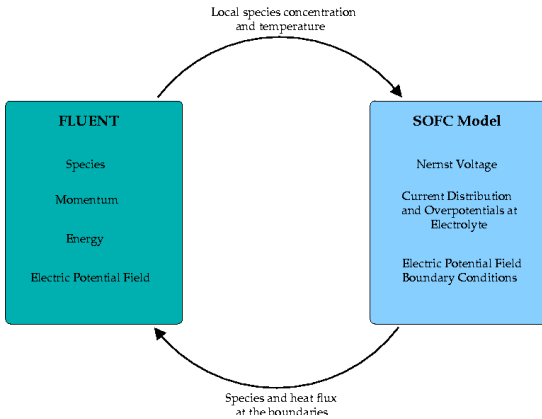 Local species concentration
and temperature
FLUENT
Species
Momentum
Energy
Electric Potential Field
SOFC Model
Nernst Voltage
Current Distribution
and Overpotentials at
Electrolyte
Electric Potential Field
Boundary Conditions
Species and heat flux
at the boundaries